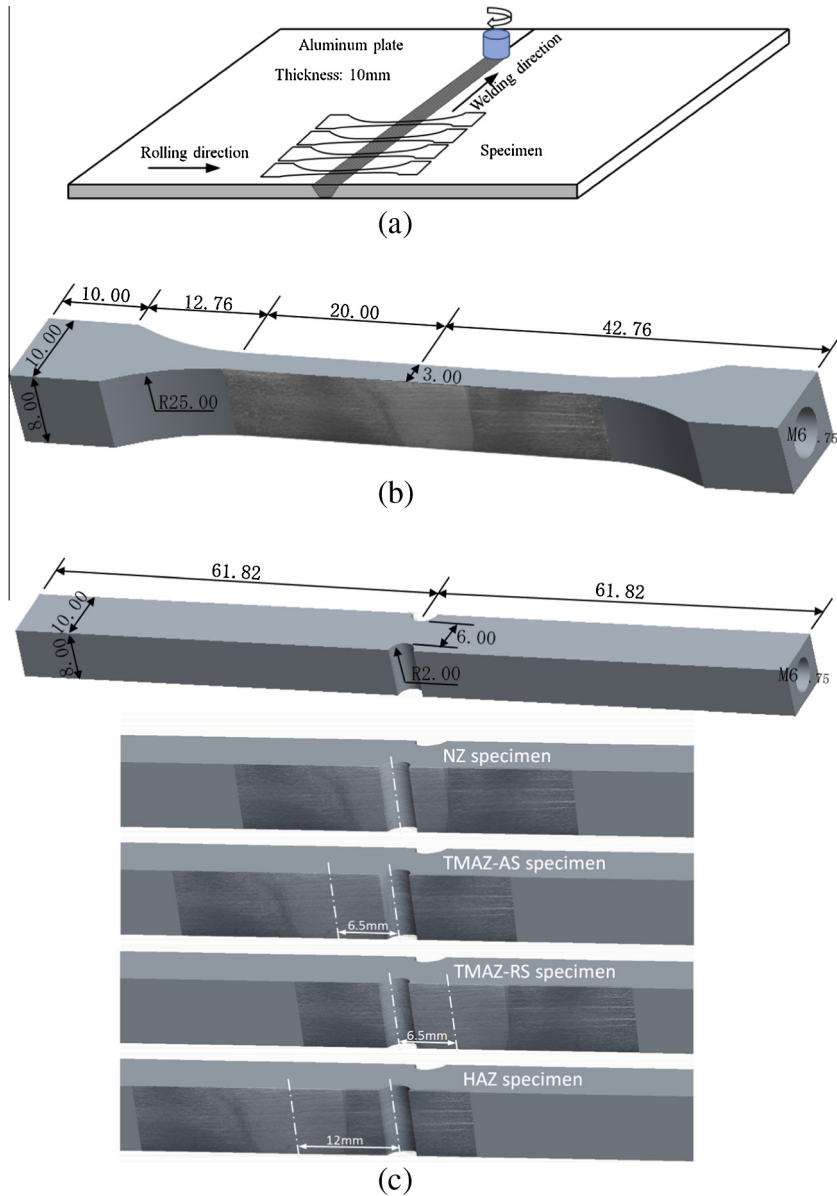 Aluminum plate
Thickness: 10mm
Welding direction
Rolling direction
Specimen
(a)
10.00
12.76
20.00
42.76
10.00
3.00
8.00
R25.00
M6
.75
(b)
61.82
61.82
10.00
6.00
8.00
R2.00
M6
.75
NZ specimen
TMAZ-AS specimen
6.5mm
TMAZ-RS specimen
6.5mm
HAZ specimen
12mm
(c)